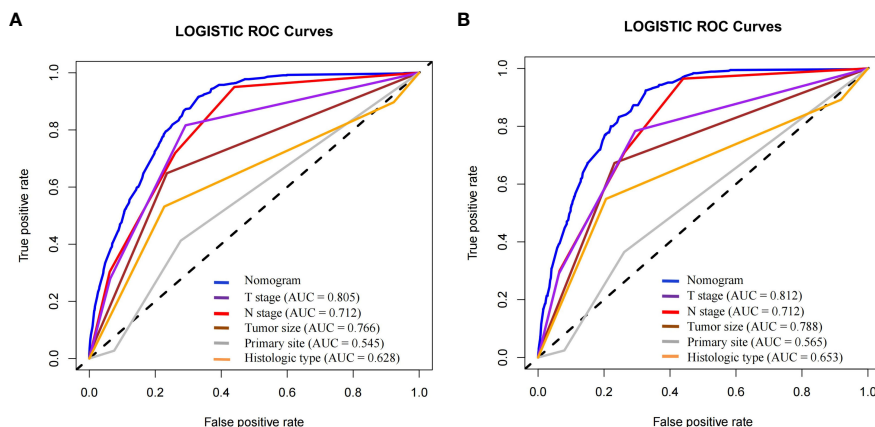 A
LOGISTIC ROC Curves
True positive rate
1.0
0.8
0.6
0.4
0.2
0.0
Nomogram
T stage (AUC = 0.805)
N stage (AUC = 0.712)
Tumor size (AUC = 0.766)
Primary site (AUC = 0.545)
Histologic type (AUC = 0.628)
0.0 0.2 0.4 0.6 0.8 1.0
False positive rate
B
LOGISTIC ROC Curves
True positive rate
1.0
0.8
0.6
0.4
0.2
0.0
Nomogram
T stage (AUC = 0.812)
N stage (AUC = 0.712)
Tumor size (AUC = 0.788)
Primary site (AUC = 0.565)
Histologic type (AUC = 0.653)
0.0 0.2 0.4 0.6 0.8 1.0
False positive rate